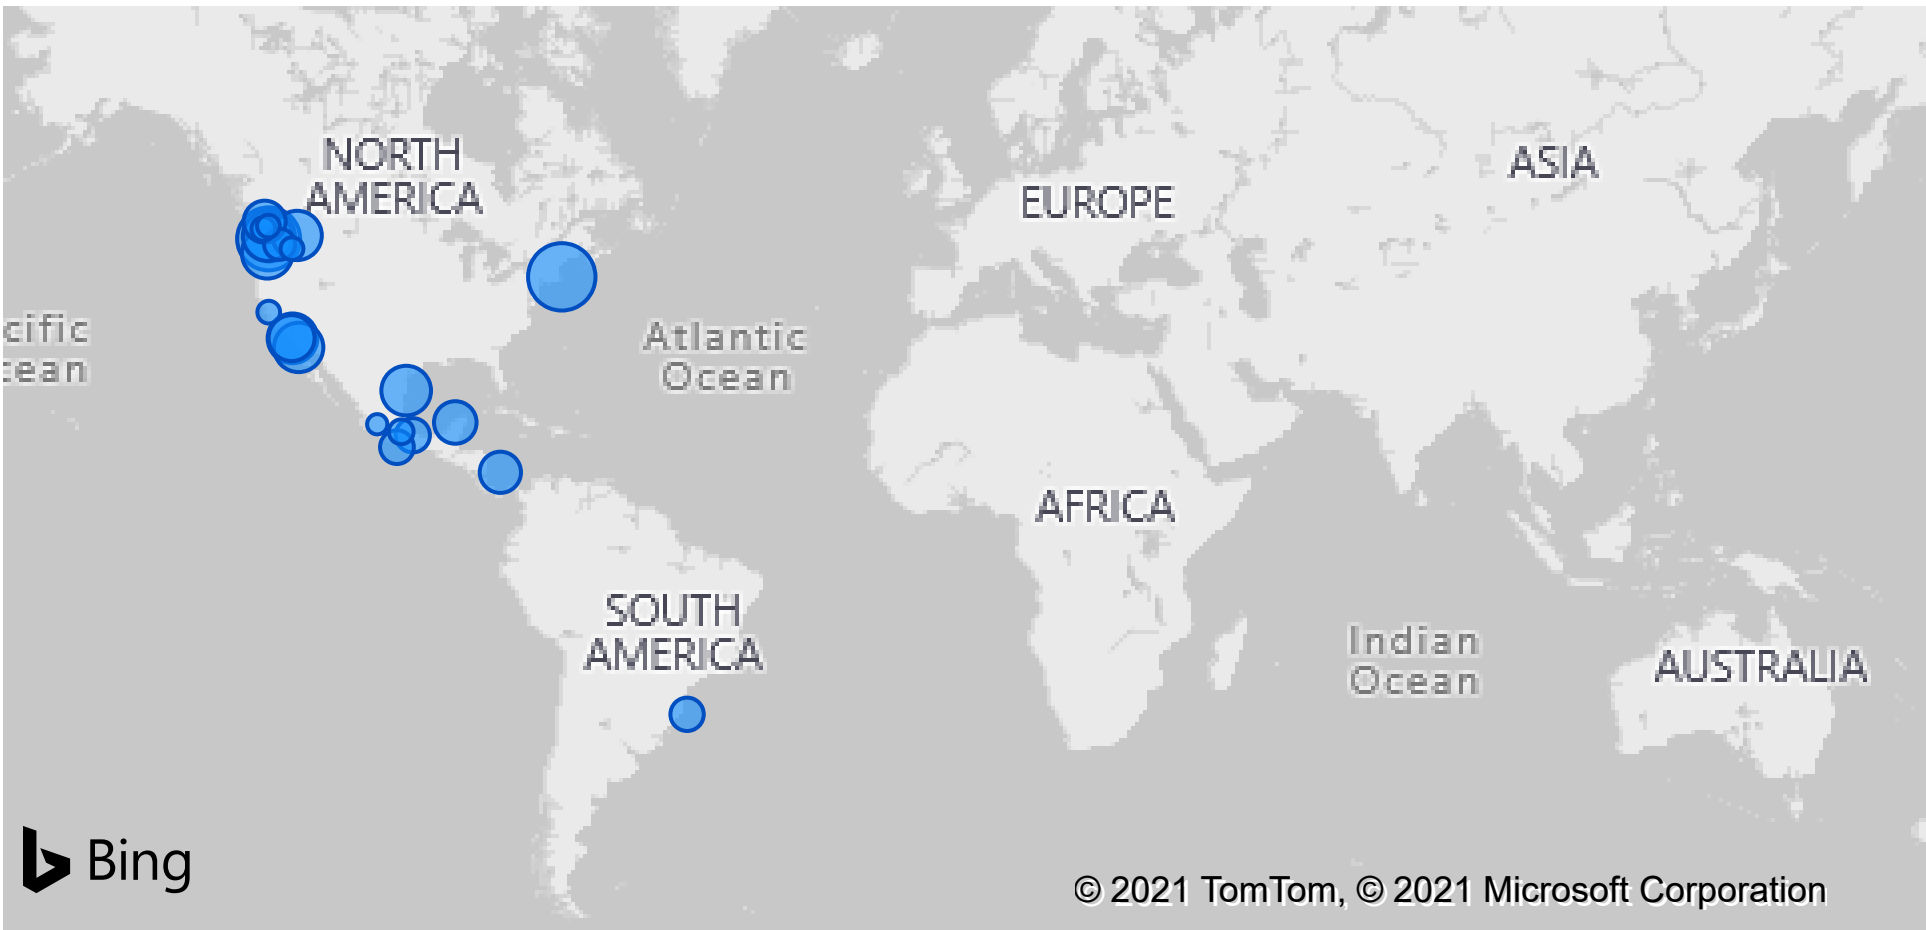 NORTH
AMERICA
EUROPE
ASIA
cific
cean
Atlantic
Ocean
AFRICA
SOUTH
AMERICA
Indian
Ocean
AUSTRALIA
Bing
© 2021 TomTom, © 2021 Microsoft Corporation